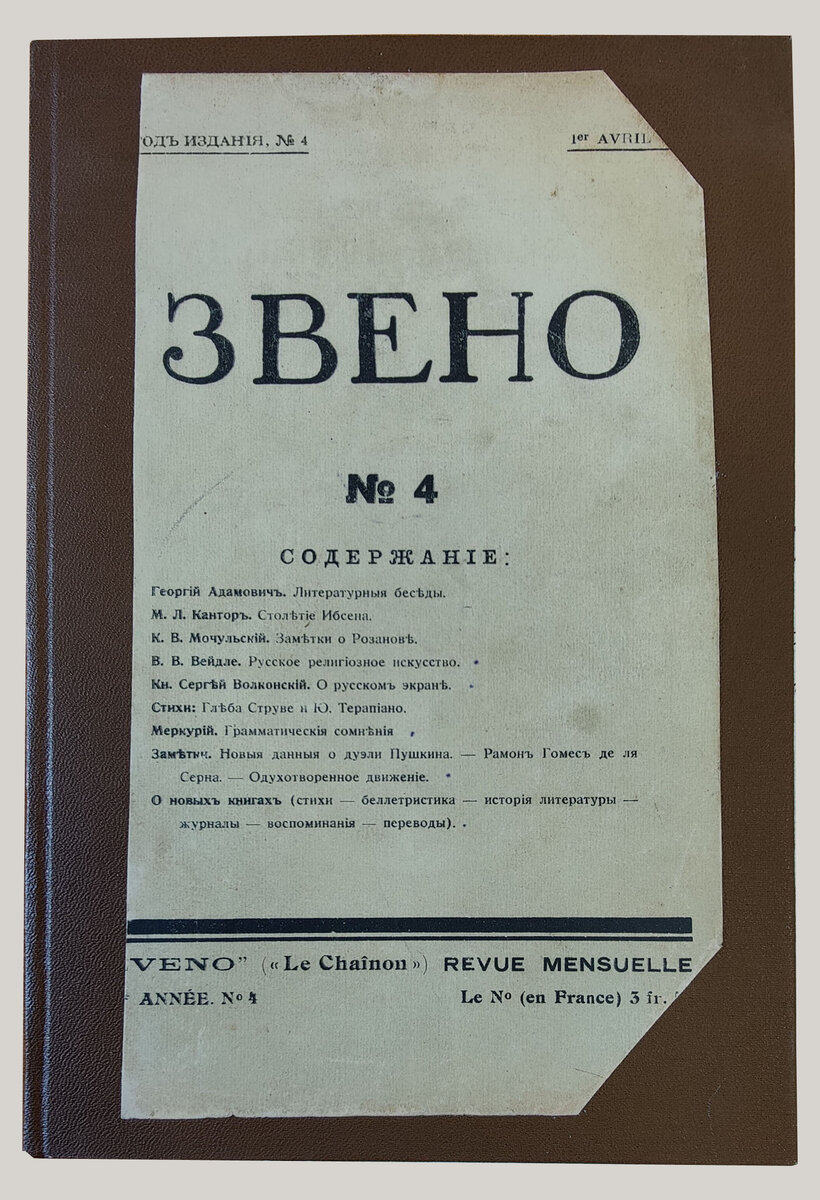 ОДЪ ИЗДАНІЯ, № 4
1er AVRIL
ЗВЕНО
№ 4
СОДЕРЖАНІЕ:
Георгій Адамовичъ. Литературныя бесѣды.
М. Л. Канторъ. Столѣтіе Ибсена.
К. В. Мочульскій. Замѣтки о Розановѣ.
В. В. Вейдле. Русское религіозное искусство.
Кн. Сергѣй Волконскій. О русскомъ экранѣ.
Стихи: Глѣба Струве и Ю. Терапіано.
Меркурій. Грамматическія сомнѣнія
Замѣтки. Новыя данныя о дуэли Пушкина. — Рамонъ Гомесъ де ля
Серна. — Одухотворенное движеніе.
О новыхъ книгахъ (стихи — беллетристика — исторія литературы —
журналы — воспоминанія — переводы).
VENO" (« Le Chaînon ») REVUE MENSUELLE
ANNÉE. No 4
Le No (en France) 3 fr.